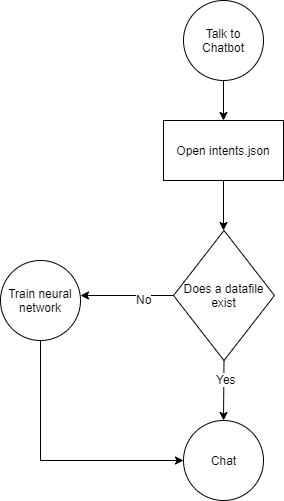 Talk to
Chatbot
Open intents.json
Does a datafile
exist
No
Train neural
network
Yes
Chat